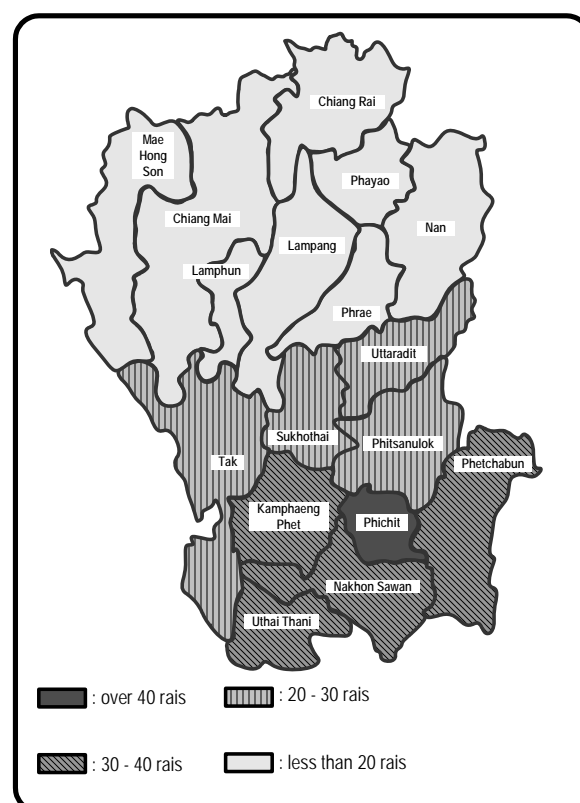 Chiang Rai
Mae
Hong
Son
Phayao
Chiang Mai
Nan
Lampang
Lamphun
Phrae
Uttaradit
Sukhothai
Phitsanulok
Tak
Phetchabun
Kamphaeng
Phet
Phichit
Nakhon Sawan
Uthai Thani
: over 40 rais
: 20 - 30 rais
: 30 - 40 rais
: less than 20 rais